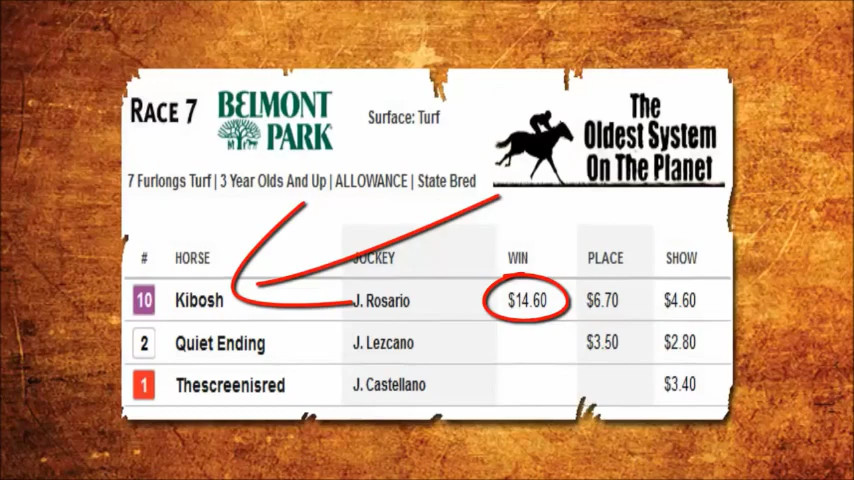 RACE 7
BELMONT PARK
Surface: Turf
The Oldest System On The Planet
7 Furlongs Turf | 3 Year Olds And Up | ALLOWANCE | State Bred
# HORSE JOCKEY WIN PLACE SHOW
10 Kibosh J. Rosario $14.60 $6.70 $4.60
2 Quiet Ending J. Lezcano $3.50 $2.80
1 Thescreenisred J. Castellano $3.40